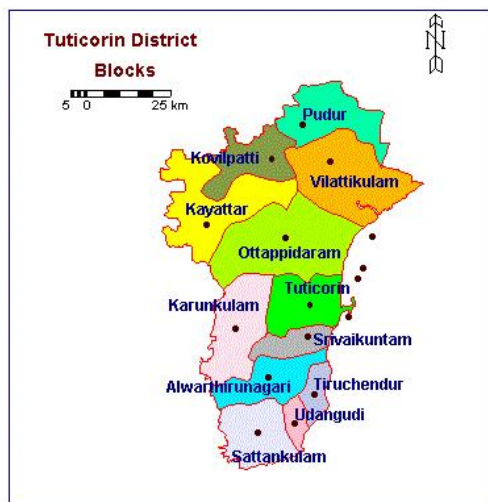 Tuticorin District
Blocks
N
5 0 25 km
Pudur
Kovilpatti
Vilattikulam
Kayattar
Ottappidaram
Tuticorin
Karunkulam
Srivaikuntam
Alwarthirunagari
Tiruchendur
Udangudi
Sattankulam